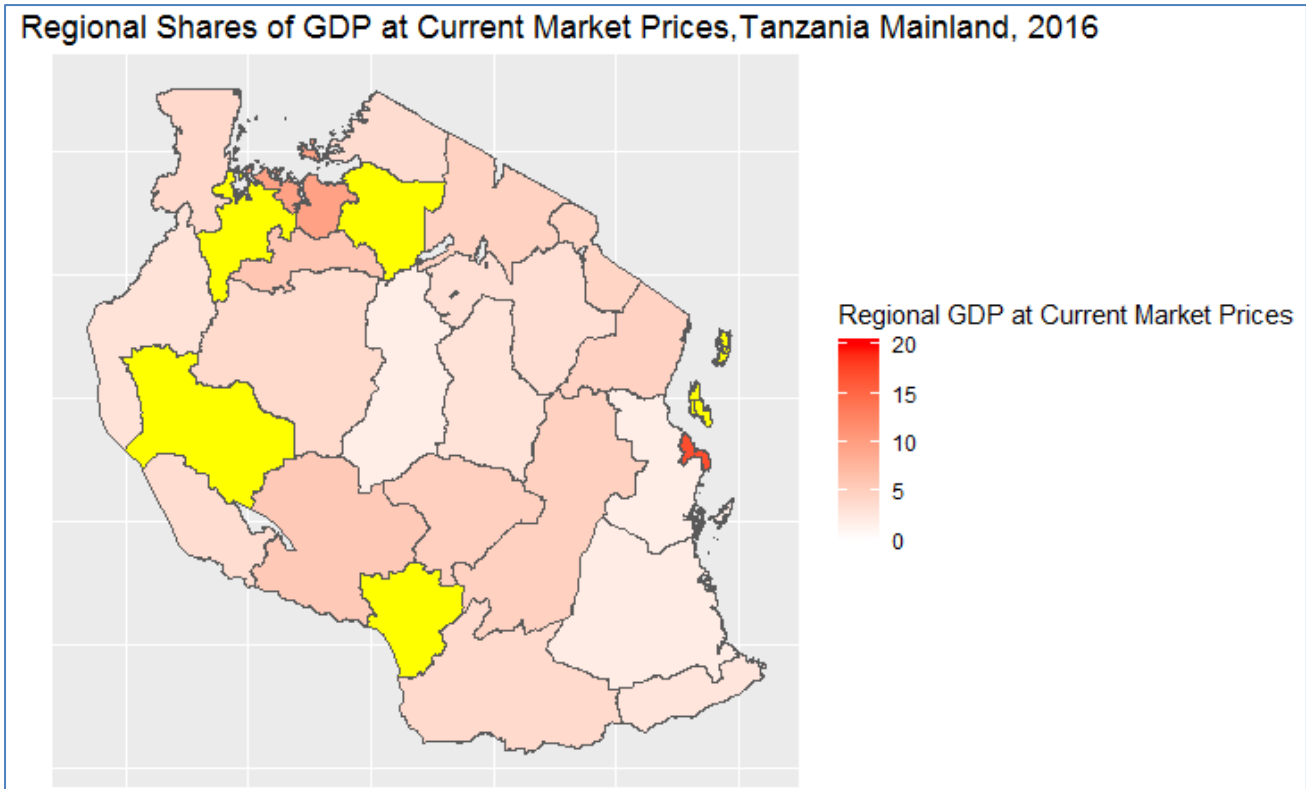 Regional Shares of GDP at Current Market Prices,Tanzania Mainland, 2016
Regional GDP at Current Market Prices
20
15
10
5
0